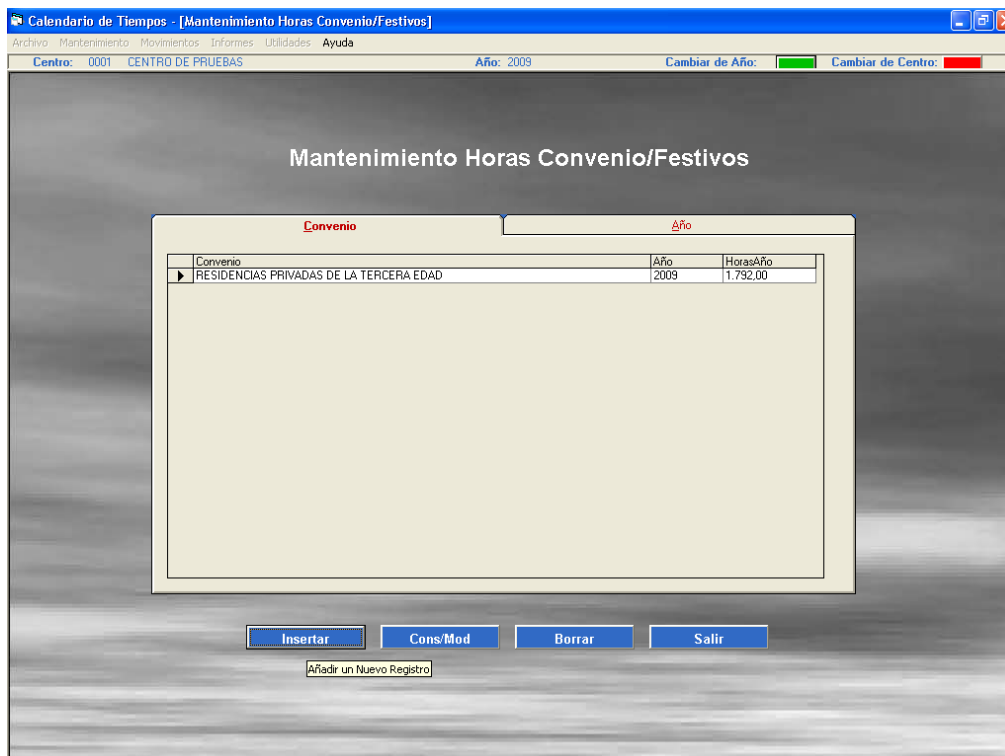 Calendario de Tiempos - [Mantenimiento Horas Convenio/Festivos]
Archivo Mantenimiento Movimientos Informes Utilidades Ayuda
Centro: 0001 CENTRO DE PRUEBAS Año: 2009 Cambiar de Año: Cambiar de Centro:
Mantenimiento Horas Convenio/Festivos
Convenio Año
Convenio Año HorasAño
RESIDENCIAS PRIVADAS DE LA TERCERA EDAD 2009 1.792,00
Insertar Cons/Mod Borrar Salir
Añadir un Nuevo Registro